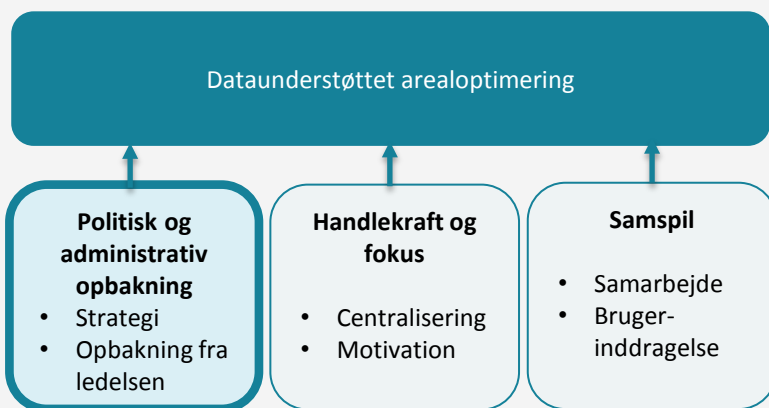 Dataunderstøttet arealoptimering
Politisk og
administrativ
opbakning
• Strategi
• Opbakning fra
ledelsen
Handlekraft og
fokus
• Centralisering
• Motivation
Samspil
• Samarbejde
• Bruger-
inddragelse